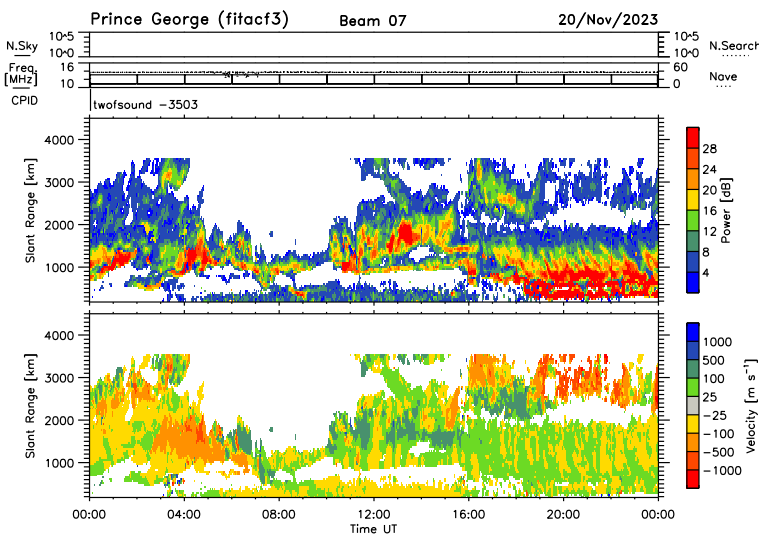 Prince George (fitacf3) Beam 07 20/Nov/2023
N.Sky 10^5 10^5 N.Search
10^0 10^0
Freq. 16 60 Nave
[MHz] 10 0
CPID twofsound -3503
4000
3000
2000
1000
Slant Range [km]
28
24
20
16
12
8
4
Power [dB]
4000
3000
2000
1000
Slant Range [km]
1000
500
100
25
-25
-100
-500
-1000
Velocity [m s⁻¹]
00:00 04:00 08:00 12:00 16:00 20:00 00:00
Time UT